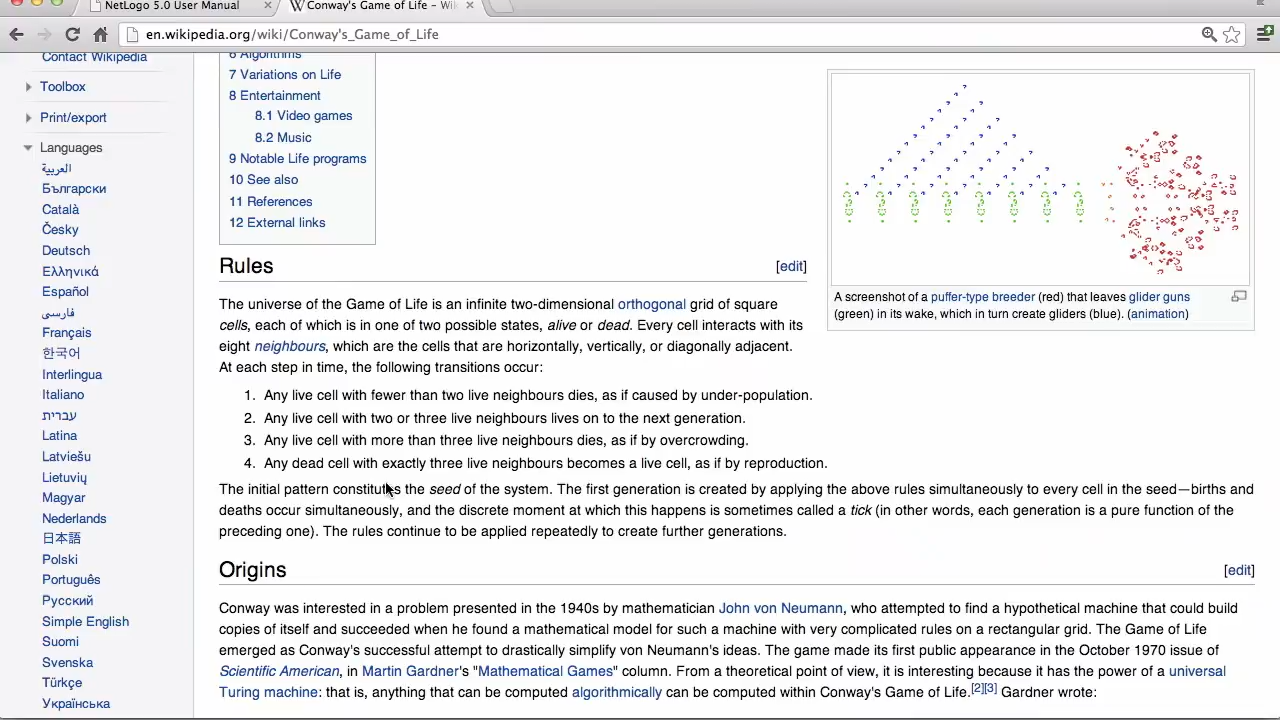 NetLogo 5.0 User Manual
Conway's Game of Life – Wik
en.wikipedia.org/wiki/Conway's_Game_of_Life
Contact Wikipedia
Toolbox
Print/export
Languages
العربية
Български
Català
Česky
Deutsch
Ελληνικά
Español
فارسی
Français
한국어
Interlingua
Italiano
עברית
Latina
Latviešu
Lietuvių
Magyar
Nederlands
日本語
Polski
Português
Русский
Simple English
Suomi
Svenska
Türkçe
Українська
6 Algorithms
7 Variations on Life
8 Entertainment
8.1 Video games
8.2 Music
9 Notable Life programs
10 See also
11 References
12 External links
A screenshot of a puffer-type breeder (red) that leaves glider guns
(green) in its wake, which in turn create gliders (blue). (animation)
Rules [edit]
The universe of the Game of Life is an infinite two-dimensional orthogonal grid of square
cells, each of which is in one of two possible states, alive or dead. Every cell interacts with its
eight neighbours, which are the cells that are horizontally, vertically, or diagonally adjacent.
At each step in time, the following transitions occur:
1. Any live cell with fewer than two live neighbours dies, as if caused by under-population.
2. Any live cell with two or three live neighbours lives on to the next generation.
3. Any live cell with more than three live neighbours dies, as if by overcrowding.
4. Any dead cell with exactly three live neighbours becomes a live cell, as if by reproduction.
The initial pattern constitutes the seed of the system. The first generation is created by applying the above rules simultaneously to every cell in the seed—births and
deaths occur simultaneously, and the discrete moment at which this happens is sometimes called a tick (in other words, each generation is a pure function of the
preceding one). The rules continue to be applied repeatedly to create further generations.
Origins [edit]
Conway was interested in a problem presented in the 1940s by mathematician John von Neumann, who attempted to find a hypothetical machine that could build
copies of itself and succeeded when he found a mathematical model for such a machine with very complicated rules on a rectangular grid. The Game of Life
emerged as Conway's successful attempt to drastically simplify von Neumann's ideas. The game made its first public appearance in the October 1970 issue of
Scientific American, in Martin Gardner's "Mathematical Games" column. From a theoretical point of view, it is interesting because it has the power of a universal
Turing machine: that is, anything that can be computed algorithmically can be computed within Conway's Game of Life.[2][3] Gardner wrote: